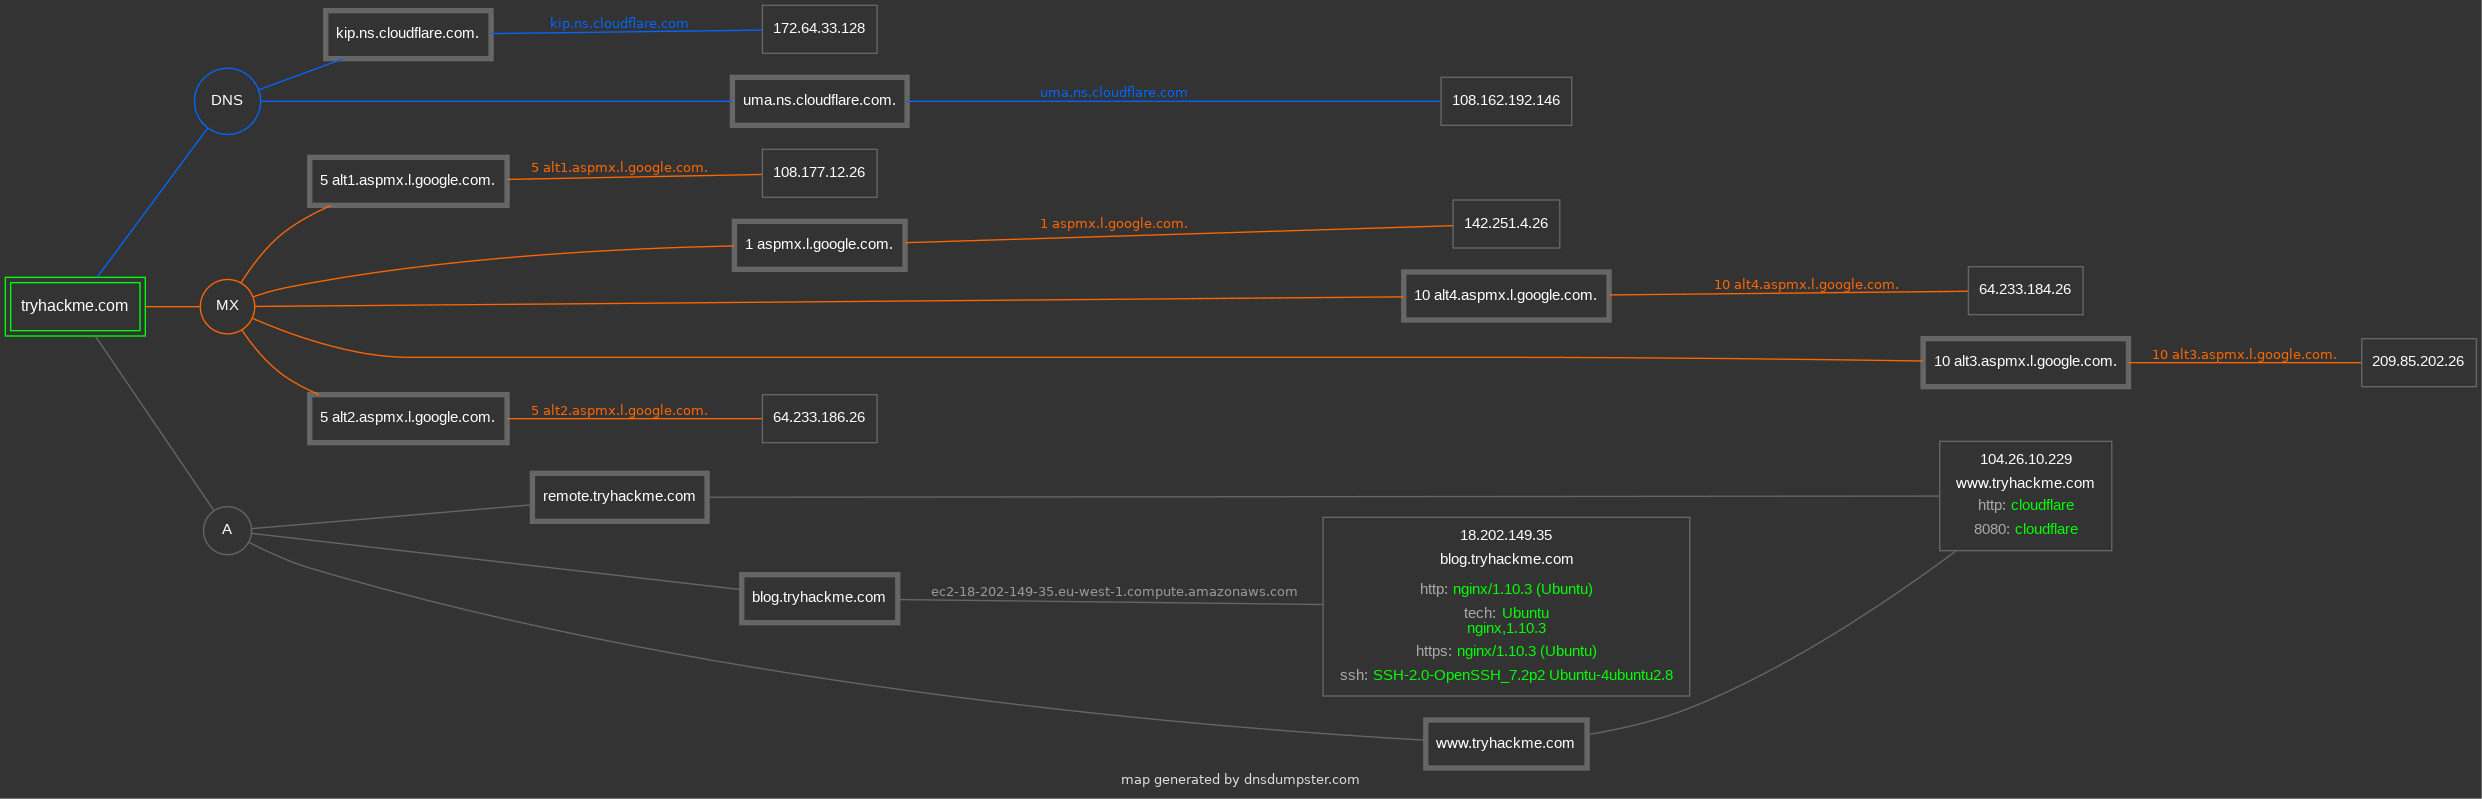 kip.ns.cloudflare.com.
kip.ns.cloudflare.com
172.64.33.128
DNS
uma.ns.cloudflare.com.
uma.ns.cloudflare.com
108.162.192.146
5 alt1.aspmx.l.google.com.
5 alt1.aspmx.l.google.com.
108.177.12.26
1 aspmx.l.google.com.
1 aspmx.l.google.com.
142.251.4.26
tryhackme.com
MX
10 alt4.aspmx.l.google.com.
10 alt4.aspmx.l.google.com.
64.233.184.26
10 alt3.aspmx.l.google.com.
10 alt3.aspmx.l.google.com.
209.85.202.26
5 alt2.aspmx.l.google.com.
5 alt2.aspmx.l.google.com.
64.233.186.26
A
remote.tryhackme.com
104.26.10.229
www.tryhackme.com
http: cloudflare
8080: cloudflare
blog.tryhackme.com
ec2-18-202-149-35.eu-west-1.compute.amazonaws.com
18.202.149.35
blog.tryhackme.com
http: nginx/1.10.3 (Ubuntu)
tech: Ubuntu
nginx,1.10.3
https: nginx/1.10.3 (Ubuntu)
ssh: SSH-2.0-OpenSSH_7.2p2 Ubuntu-4ubuntu2.8
www.tryhackme.com
map generated by dnsdumpster.com